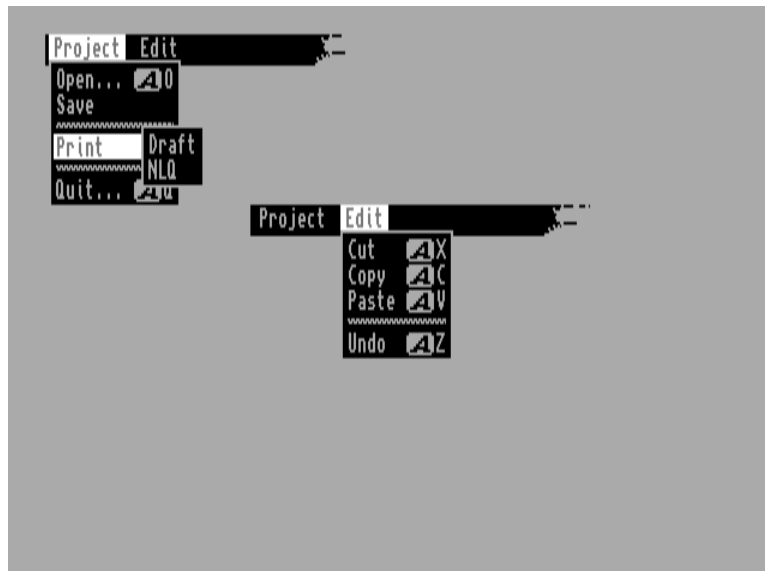 Project Edit
Open... A O
Save
Print
Draft
NLQ
Quit... A Q
Project Edit
Cut A X
Copy A C
Paste A V
Undo A Z